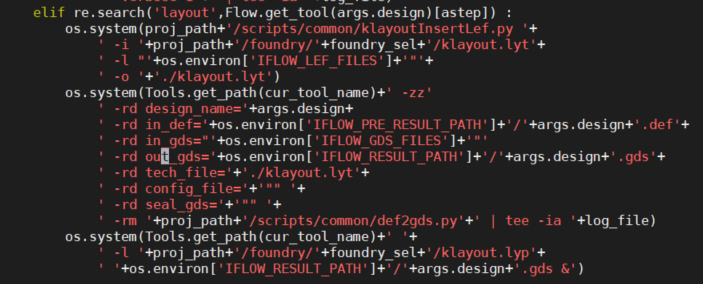 elif re.search('layout',Flow.get_tool(args.design)[astep]) :
os.system(proj_path+'/scripts/common/klayoutInsertLef.py '+
' -i '+proj_path+'/foundry/'+foundry_sel+'/klayout.lyt'+
' -l "'+os.environ['IFLOW_LEF_FILES']+'"'+
' -o '+'./klayout.lyt')
os.system(Tools.get_path(cur_tool_name)+' -zz'
' -rd design_name='+args.design+
' -rd in_def='+os.environ['IFLOW_PRE_RESULT_PATH']+'/'+args.design+'.def'+
' -rd in_gds="'+os.environ['IFLOW_GDS_FILES']+'"'
' -rd out_gds='+os.environ['IFLOW_RESULT_PATH']+'/'+args.design+'.gds'+
' -rd tech_file='+'./klayout.lyt'+
' -rd config_file='+'"" '+
' -rd seal_gds='+'"" '+
' -rm '+proj_path+'/scripts/common/def2gds.py'+' | tee -ia '+log_file)
os.system(Tools.get_path(cur_tool_name)+' '+
' -l '+proj_path+'/foundry/'+foundry_sel+'/klayout.lyp'+
' '+os.environ['IFLOW_RESULT_PATH']+'/'+args.design+'.gds &')